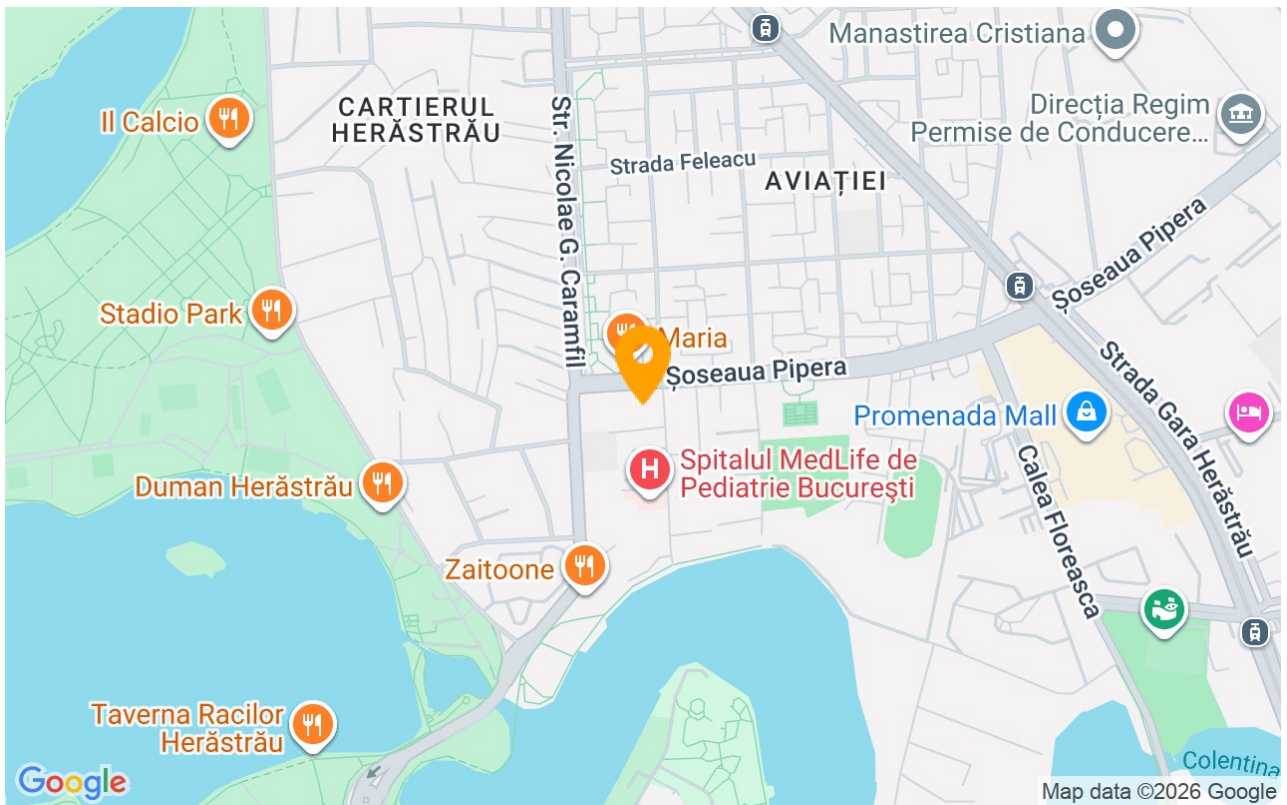 Manastirea Cristiana
Il Calcio
CARTIERUL
HERĂSTRĂU
Str. Nicolae G. Caramfil
Direcția Regim
Permise de Conducere...
Strada Feleacu
AVIAȚIEI
Șoseaua Pipera
Stadio Park
Maria
Șoseaua Pipera
Strada Gara Herăstrău
Promenada Mall
Spitalul MedLife de
Pediatrie Bucureşti
Calea Floreasca
Duman Herăstrău
Zaitoone
Taverna Racilor
Herăstrău
Colentina
Google
Map data ©2026 Google